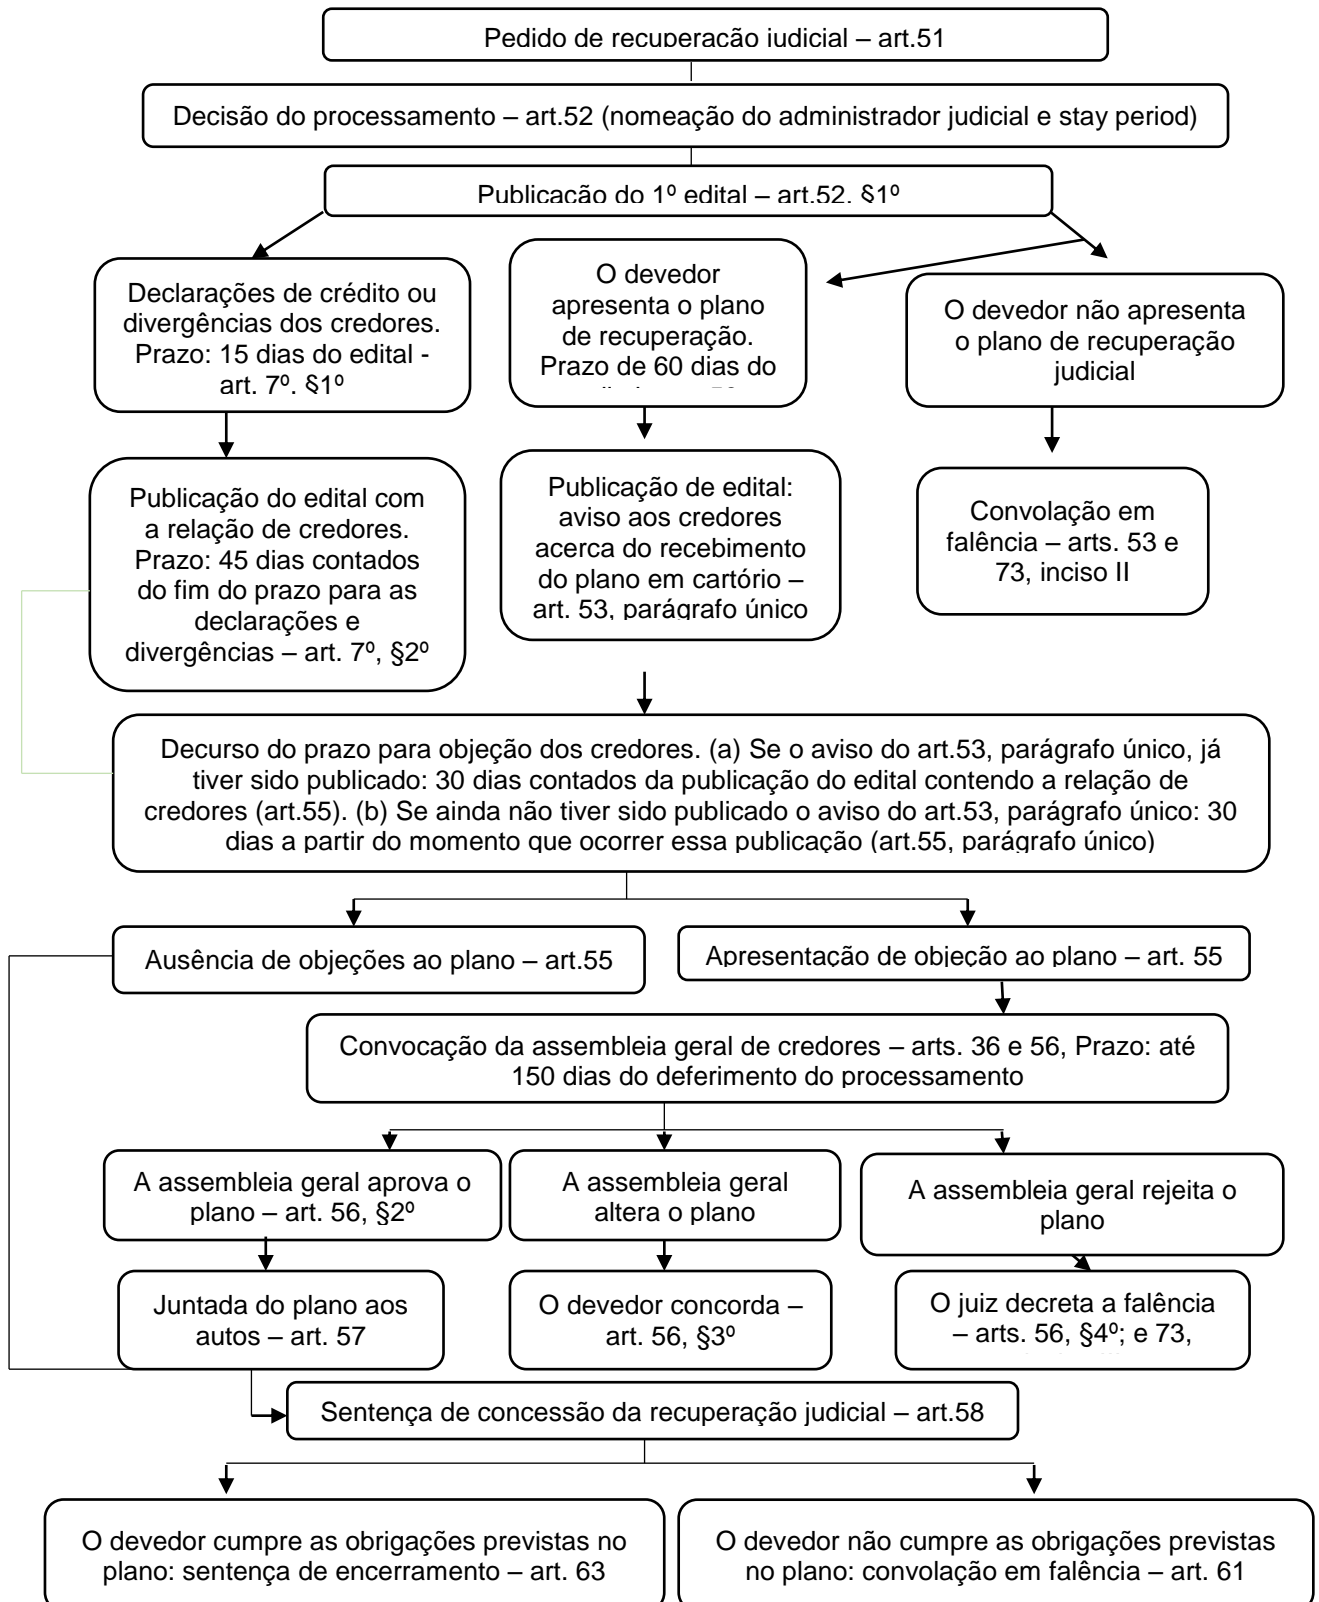 Pedido de recuperação judicial – art.51
Decisão do processamento – art.52 (nomeação do administrador judicial e stay period)
Publicação do 1º edital – art.52, §1º
Declarações de crédito ou
divergências dos credores.
Prazo: 15 dias do edital -
art. 7º, §1º
O devedor
apresenta o plano
de recuperação.
Prazo de 60 dias do
O devedor não apresenta
o plano de recuperação
judicial
Publicação do edital com
a relação de credores.
Prazo: 45 dias contados
do fim do prazo para as
declarações e
divergências – art. 7º, §2º
Publicação de edital:
aviso aos credores
acerca do recebimento
do plano em cartório –
art. 53, parágrafo único
Convolação em
falência – arts. 53 e
73, inciso II
Decurso do prazo para objeção dos credores. (a) Se o aviso do art.53, parágrafo único, já
tiver sido publicado: 30 dias contados da publicação do edital contendo a relação de
credores (art.55). (b) Se ainda não tiver sido publicado o aviso do art.53, parágrafo único: 30
dias a partir do momento que ocorrer essa publicação (art.55, parágrafo único)
Ausência de objeções ao plano – art.55
Apresentação de objeção ao plano – art. 55
Convocação da assembleia geral de credores – arts. 36 e 56, Prazo: até
150 dias do deferimento do processamento
A assembleia geral aprova o
plano – art. 56, §2º
A assembleia geral
altera o plano
A assembleia geral rejeita o
plano
Juntada do plano aos
autos – art. 57
O devedor concorda –
art. 56, §3º
O juiz decreta a falência
– arts. 56, §4º; e 73,
Sentença de concessão da recuperação judicial – art.58
O devedor cumpre as obrigações previstas no
plano: sentença de encerramento – art. 63
O devedor não cumpre as obrigações previstas
no plano: convolação em falência – art. 61